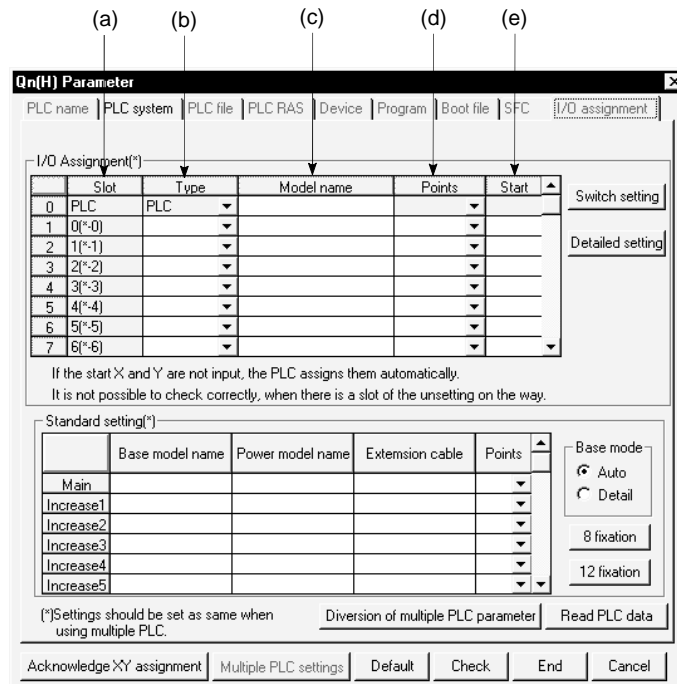 (a) (b) (c) (d) (e)
Qn(H) Parameter
PLC name PLC system PLC file PLC RAS Device Program Boot file SFC I/O assignment
I/O Assignment(*)
Slot Type Model name Points Start
0 PLC PLC
1 0(*-0)
2 1(*-1)
3 2(*-2)
4 3(*-3)
5 4(*-4)
6 5(*-5)
7 6(*-6)
Switch setting
Detailed setting
If the start X and Y are not input, the PLC assigns them automatically.
It is not possible to check correctly, when there is a slot of the unsetting on the way.
Standard setting(*)
Base model name Power model name Extension cable Points
Main
Increase1
Increase2
Increase3
Increase4
Increase5
Base mode
Auto
Detail
8 fixation
12 fixation
(*)Settings should be set as same when
using multiple PLC.
Diversion of multiple PLC parameter Read PLC data
Acknowledge XY assignment Multiple PLC settings Default Check End Cancel